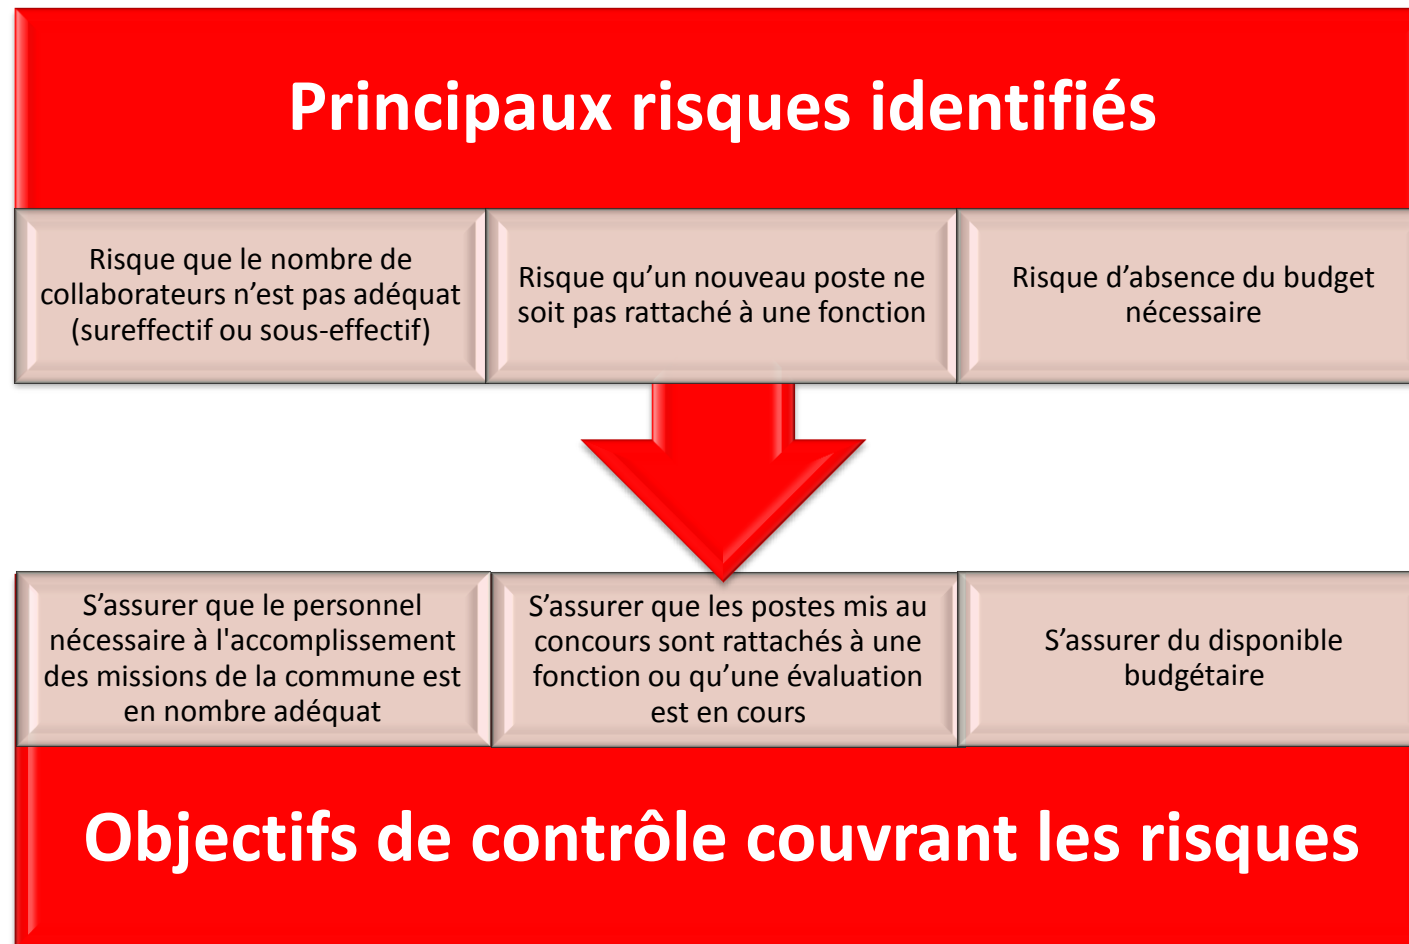 Principaux risques identifiés
Risque que le nombre de
collaborateurs n’est pas adéquat
(sureffectif ou sous-effectif)
Risque qu’un nouveau poste ne
soit pas rattaché à une fonction
Risque d’absence du budget
nécessaire
S’assurer que le personnel
nécessaire à l'accomplissement
des missions de la commune est
en nombre adéquat
S’assurer que les postes mis au
concours sont rattachés à une
fonction ou qu’une évaluation
est en cours
S’assurer du disponible
budgétaire
Objectifs de contrôle couvrant les risques